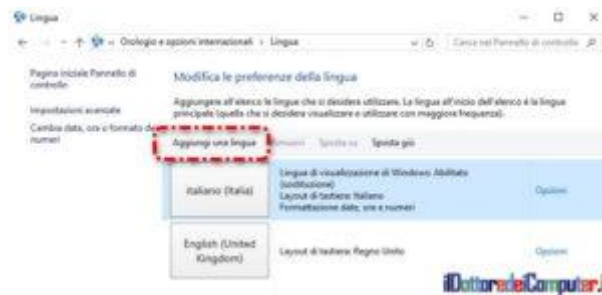 Lingua
« Orologio e opzioni internazionali › Lingua
Cerca nel Pannello di controllo
Pagina iniziale Pannello di
controllo
Impostazioni avanzate
Cambia data, ora o formato dei
numeri
Modifica le preferenze della lingua
Aggiungere all'elenco le lingue che si desidera utilizzare. La lingua all'inizio dell'elenco è la lingua
principale (quella che si desidera visualizzare e utilizzare con maggiore frequenza).
Aggiungi una lingua Rimuovi Sposta su Sposta giù
italiano (Italia)
Lingua di visualizzazione di Windows: Abilitato
(sostituzione)
Layout di tastiera: Italiano
Formattazione date, ore e numeri
Opzioni
English (United
Kingdom)
Layout di tastiera: Regno Unito
Opzioni
ilDottoredeiComputer.